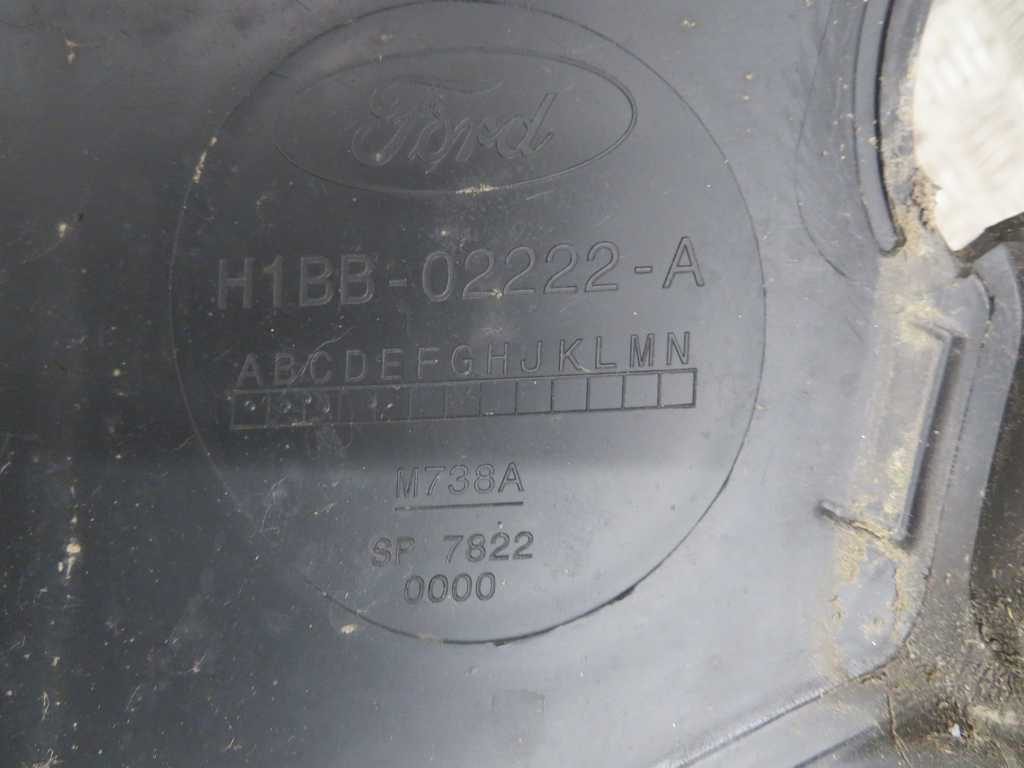 Ford
H1BB-02222-A
ABCDEFGHJKLMN
M738A
SP 7822
0000